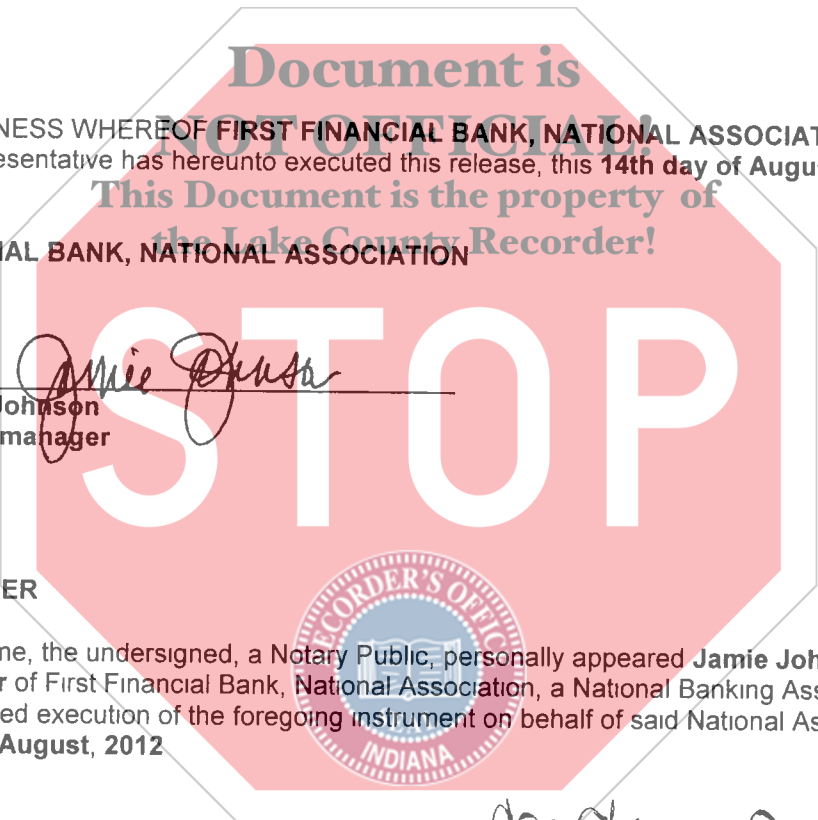 Document is
NOT OFFICIAL!
NESS WHEREOF FIRST FINANCIAL BANK, NATIONAL ASSOCIAT
esentative has hereunto executed this release, this 14th day of Augu
This Document is the property of
the Lake County Recorder!
IAL BANK, NATIONAL ASSOCIATION
STOP
Jamie Johnson
Johnson
manager
ER
RECORDER'S OFFICE
me, the undersigned, a Notary Public, personally appeared Jamie Joh
r of First Financial Bank, National Association, a National Banking Ass
ed execution of the foregoing instrument on behalf of said National As
August, 2012
INDIANA